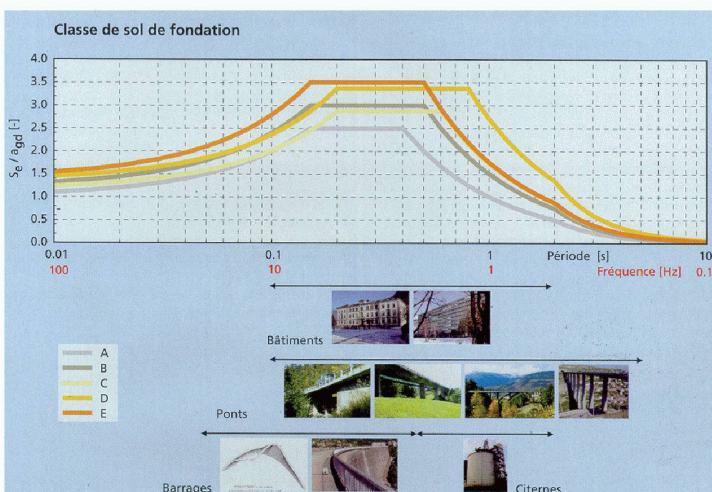 Classe de sol de fondation
4.0
3.5
3.0
2.5
2.0
1.5
1.0
0.5
0.0
Se / agd [-]
0.01 0.1 1 Période [s] 10
100 10 1 Fréquence [Hz] 0.1
Bâtiments
A
B
C
D
E
Ponts
Barrages
Citernes